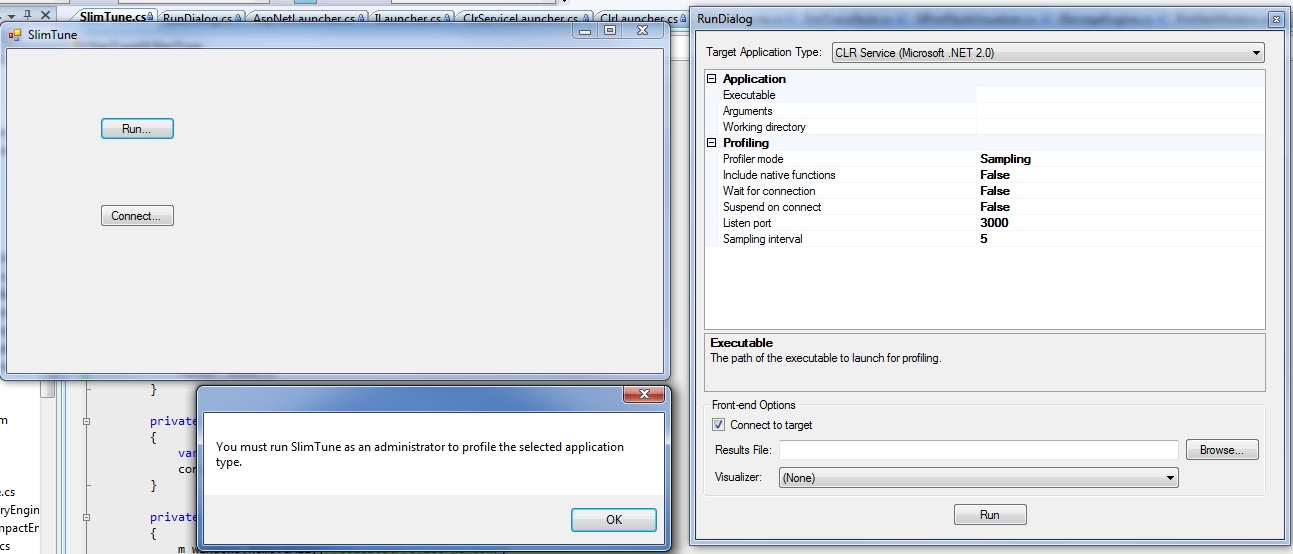 SlimTune.cs
RunDialog.cs
AspNetLauncher.cs
ILauncher.cs
ClrServiceLauncher.cs
ClrLauncher.cs
SlimTune
Run...
Connect...
}
private
{
var
con
}
private
{
.cs
ryEngin
mpactEr
cs
You must run SlimTune as an administrator to profile the selected application
type.
OK
RunDialog
Target Application Type: CLR Service (Microsoft .NET 2.0)
Application
Executable
Arguments
Working directory
Profiling
Profiler mode Sampling
Include native functions False
Wait for connection False
Suspend on connect False
Listen port 3000
Sampling interval 5
Executable
The path of the executable to launch for profiling.
Front-end Options
Connect to target
Results File: Browse...
Visualizer: (None)
Run